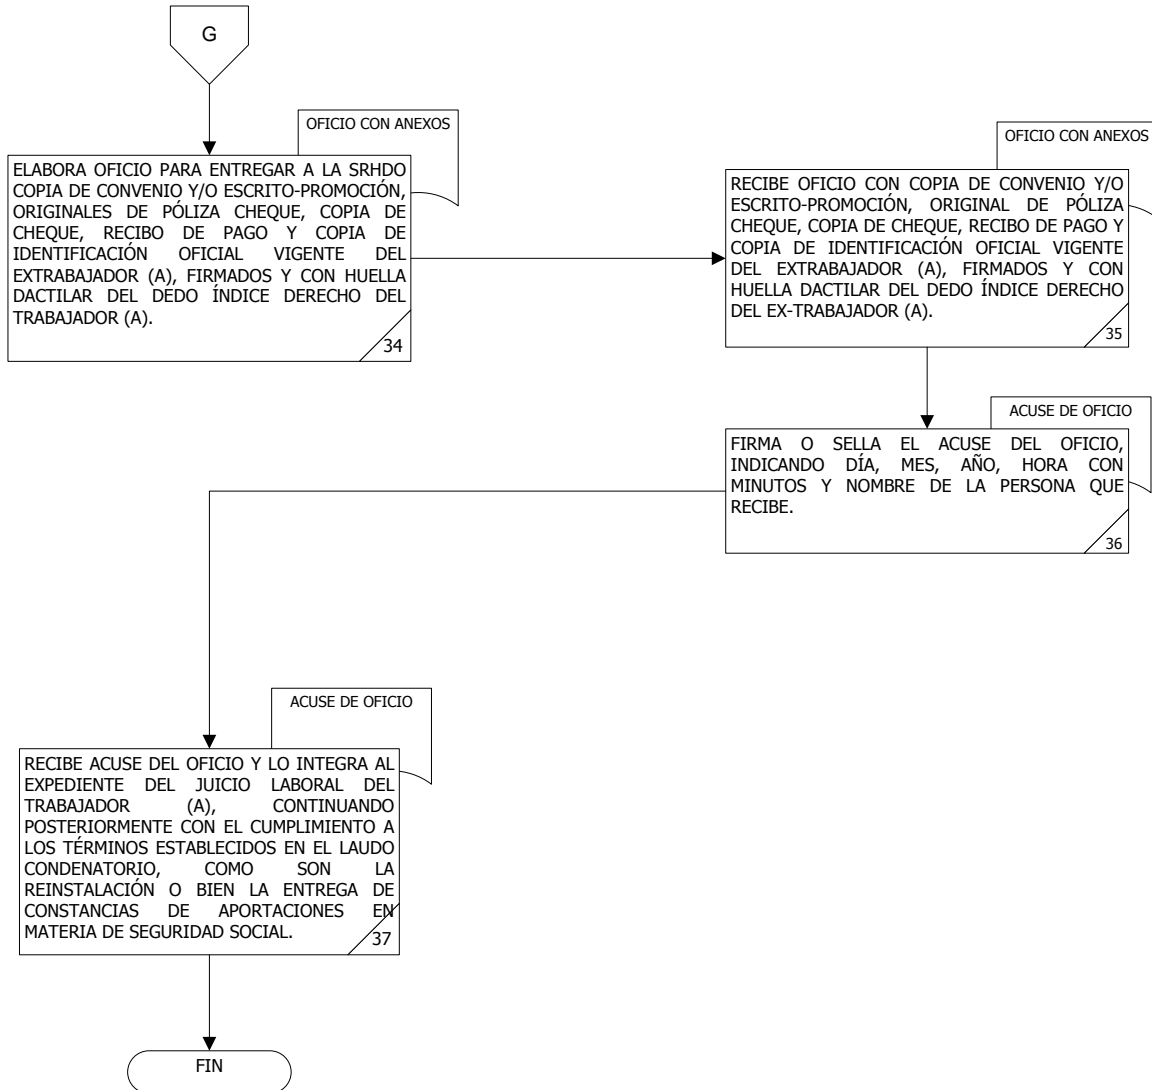 G
OFICIO CON ANEXOS
ELABORA OFICIO PARA ENTREGAR A LA SRHDO
COPIA DE CONVENIO Y/O ESCRITO-PROMOCIÓN,
ORIGINALES DE PÓLIZA CHEQUE, COPIA DE
CHEQUE, RECIBO DE PAGO Y COPIA DE
IDENTIFICACIÓN OFICIAL VIGENTE DEL
EXTRABAJADOR (A), FIRMADOS Y CON HUELLA
DACTILAR DEL DEDO ÍNDICE DERECHO DEL
TRABAJADOR (A).
34
OFICIO CON ANEXOS
RECIBE OFICIO CON COPIA DE CONVENIO Y/O
ESCRITO-PROMOCIÓN, ORIGINAL DE PÓLIZA
CHEQUE, COPIA DE CHEQUE, RECIBO DE PAGO Y
COPIA DE IDENTIFICACIÓN OFICIAL VIGENTE
DEL EXTRABAJADOR (A), FIRMADOS Y CON
HUELLA DACTILAR DEL DEDO ÍNDICE DERECHO
DEL EX-TRABAJADOR (A).
35
ACUSE DE OFICIO
FIRMA O SELLA EL ACUSE DEL OFICIO,
INDICANDO DÍA, MES, AÑO, HORA CON
MINUTOS Y NOMBRE DE LA PERSONA QUE
RECIBE.
36
ACUSE DE OFICIO
RECIBE ACUSE DEL OFICIO Y LO INTEGRA AL
EXPEDIENTE DEL JUICIO LABORAL DEL
TRABAJADOR (A), CONTINUANDO
POSTERIORMENTE CON EL CUMPLIMIENTO A
LOS TÉRMINOS ESTABLECIDOS EN EL LAUDO
CONDENATORIO, COMO SON LA
REINSTALACIÓN O BIEN LA ENTREGA DE
CONSTANCIAS DE APORTACIONES EN
MATERIA DE SEGURIDAD SOCIAL.
37
FIN